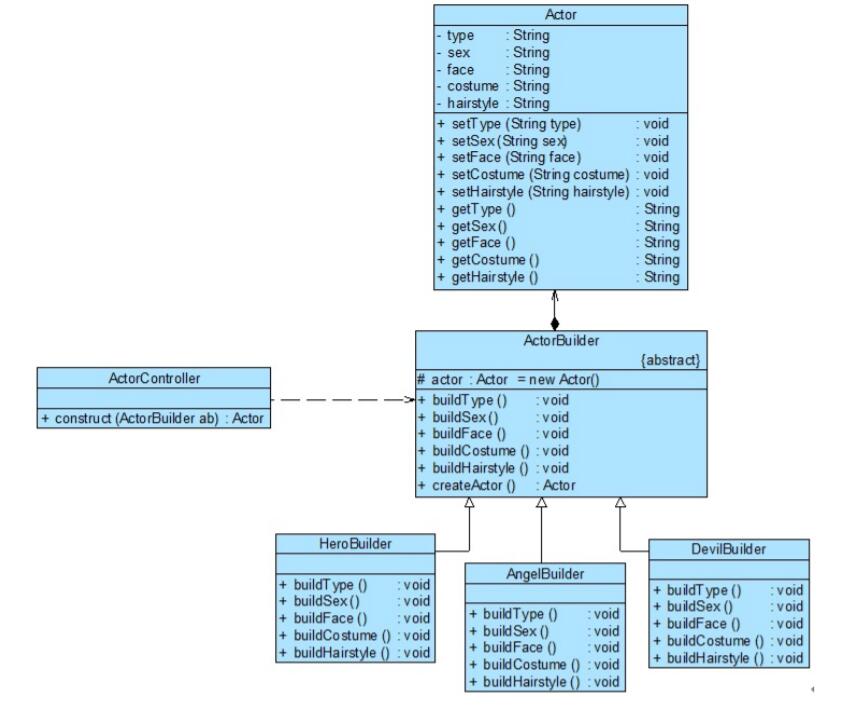 Actor
- type : String
- sex : String
- face : String
- costume : String
- hairstyle : String
+ setType (String type) : void
+ setSex(String sex) : void
+ setFace (String face) : void
+ setCostume (String costume) : void
+ setHairstyle (String hairstyle) : void
+ getType () : String
+ getSex() : String
+ getFace () : String
+ getCostume () : String
+ getHairstyle () : String
ActorBuilder
{abstract}
# actor : Actor = new Actor()
+ buildType () : void
+ buildSex() : void
+ buildFace () : void
+ buildCostume () : void
+ buildHairstyle () : void
+ createActor () : Actor
ActorController
+ construct (ActorBuilder ab) : Actor
HeroBuilder
+ buildType () : void
+ buildSex() : void
+ buildFace () : void
+ buildCostume () : void
+ buildHairstyle () : void
AngelBuilder
+ buildType () : void
+ buildSex () : void
+ buildFace () : void
+ buildCostume () : void
+ buildHairstyle () : void
DevilBuilder
+ buildType () : void
+ buildSex () : void
+ buildFace () : void
+ buildCostume () : void
+ buildHairstyle () : void